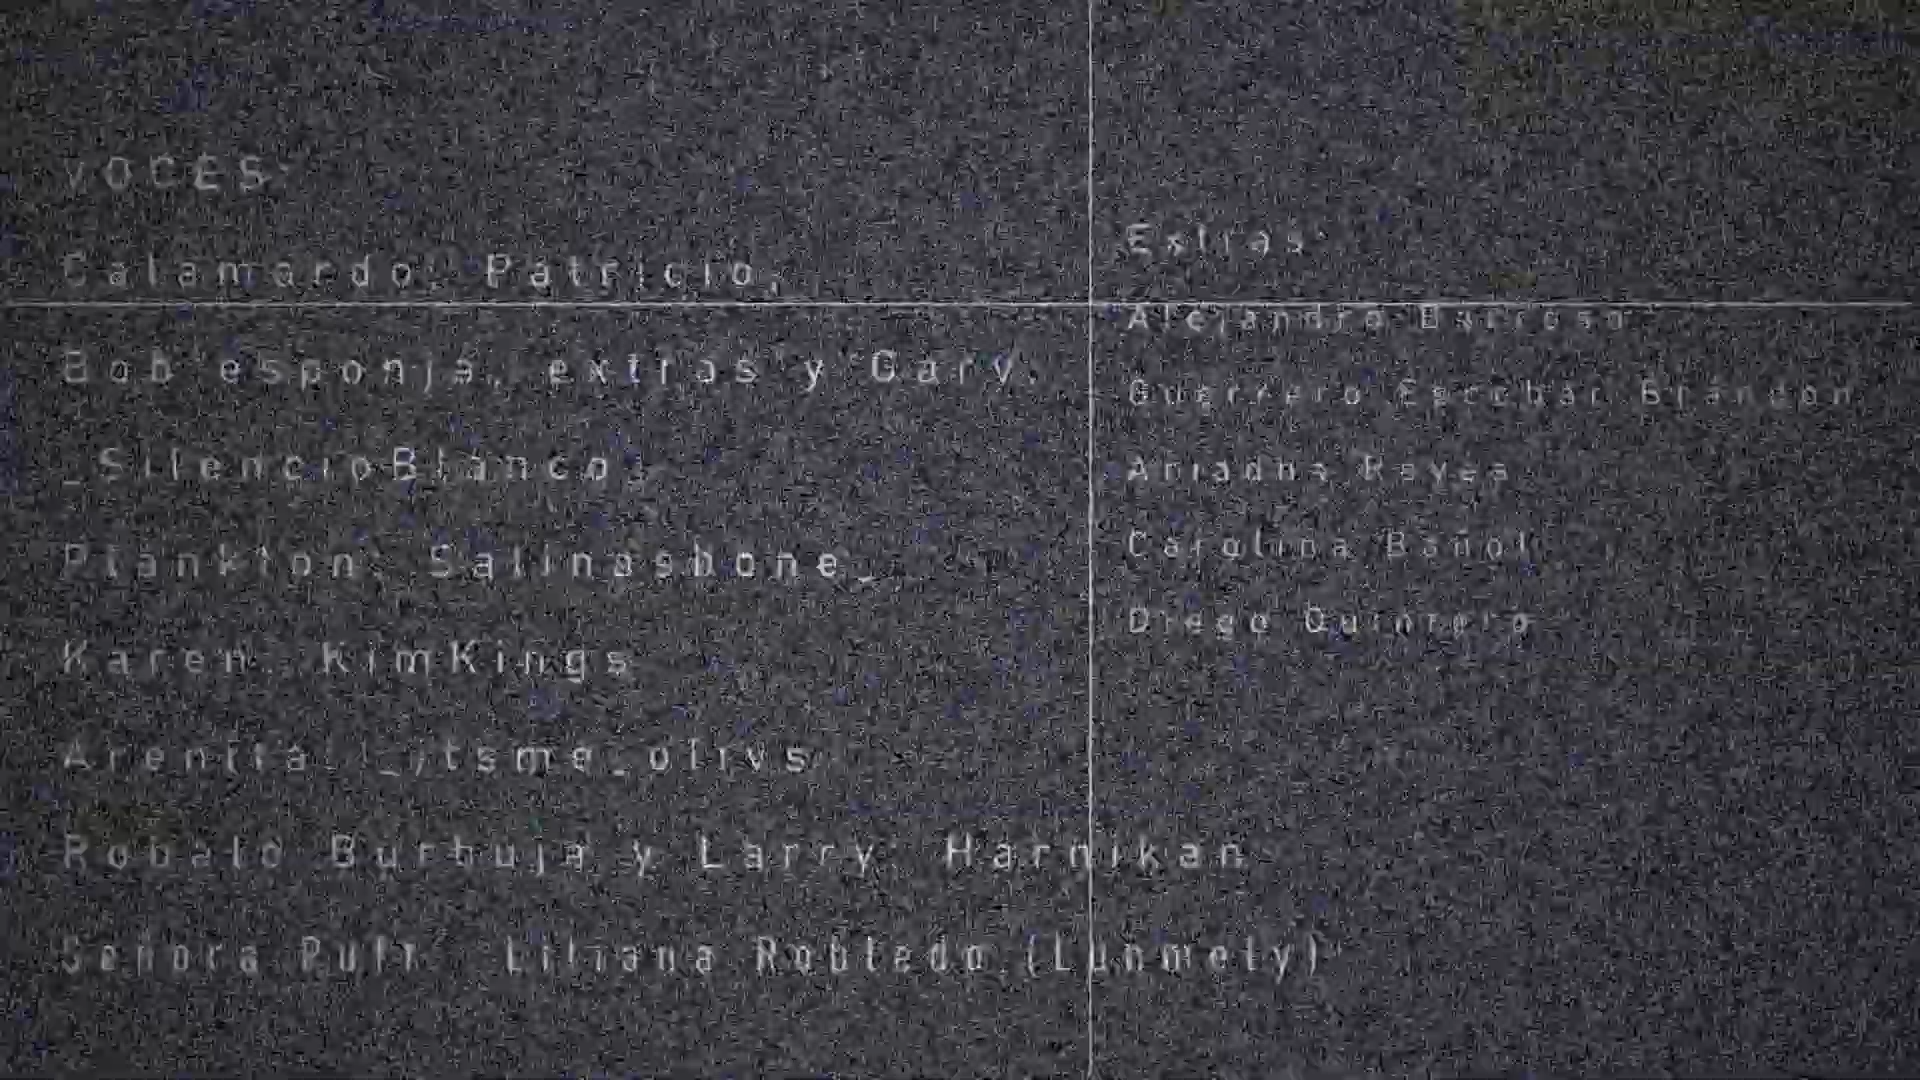 VOCES:
Calamardo, Patricio,
Bob esponja, extras y Gary.
_SilencioBlanco.
Plankton: Salinasbone_
Karen: KimKings
Arenita: _itsme_olivs
Robalo Burbuja y Larry: Harnikan
Señora Puff: Liliana Robledo (Lunmely)
Extras:
Alejandro Barroso
Guerrero Escobar Brandon
Ariadna Reyes
Carolina Bañol
Diego Quintero